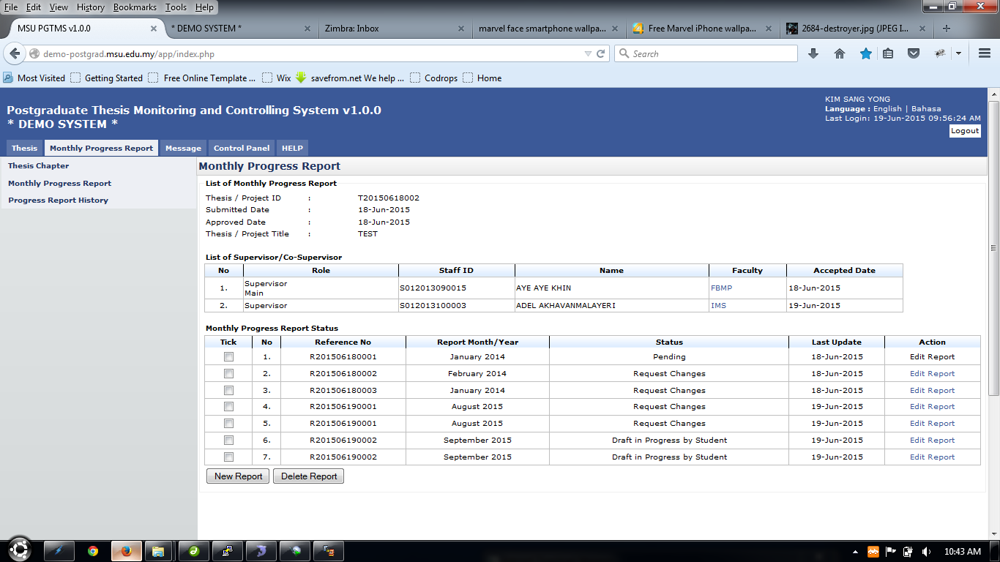 File Edit View History Bookmarks Tools Help
MSU PGTMS v1.0.0 * DEMO SYSTEM * Zimbra: Inbox marvel face smartphone wallpa... Free Marvel iPhone wallpa... 2684-destroyer.jpg (JPEG I...
demo-postgrad.msu.edu.my/app/index.php Search
Most Visited Getting Started Free Online Template ... Wix savefrom.net We help ... Codrops Home
KIM SANG YONG
Postgraduate Thesis Monitoring and Controlling System v1.0.0
Language : English | Bahasa
* DEMO SYSTEM *
Last Login: 19-Jun-2015 09:56:24 AM
Logout
Thesis Monthly Progress Report Message Control Panel HELP
Thesis Chapter
Monthly Progress Report
Progress Report History
Monthly Progress Report
List of Monthly Progress Report
Thesis / Project ID : T20150618002
Submitted Date : 18-Jun-2015
Approved Date : 18-Jun-2015
Thesis / Project Title : TEST
List of Supervisor/Co-Supervisor
No Role Staff ID Name Faculty Accepted Date
1. Supervisor Main S012013090015 AYE AYE KHIN FBMP 18-Jun-2015
2. Supervisor S012013100003 ADEL AKHAVANMALAYERI IMS 19-Jun-2015
Monthly Progress Report Status
Tick No Reference No Report Month/Year Status Last Update Action
1. R201506180001 January 2014 Pending 18-Jun-2015 Edit Report
2. R201506180002 February 2014 Request Changes 18-Jun-2015 Edit Report
3. R201506180003 January 2014 Request Changes 18-Jun-2015 Edit Report
4. R201506190001 August 2015 Request Changes 19-Jun-2015 Edit Report
5. R201506190001 August 2015 Request Changes 19-Jun-2015 Edit Report
6. R201506190002 September 2015 Draft in Progress by Student 19-Jun-2015 Edit Report
7. R201506190002 September 2015 Draft in Progress by Student 19-Jun-2015 Edit Report
New Report Delete Report
10:43 AM